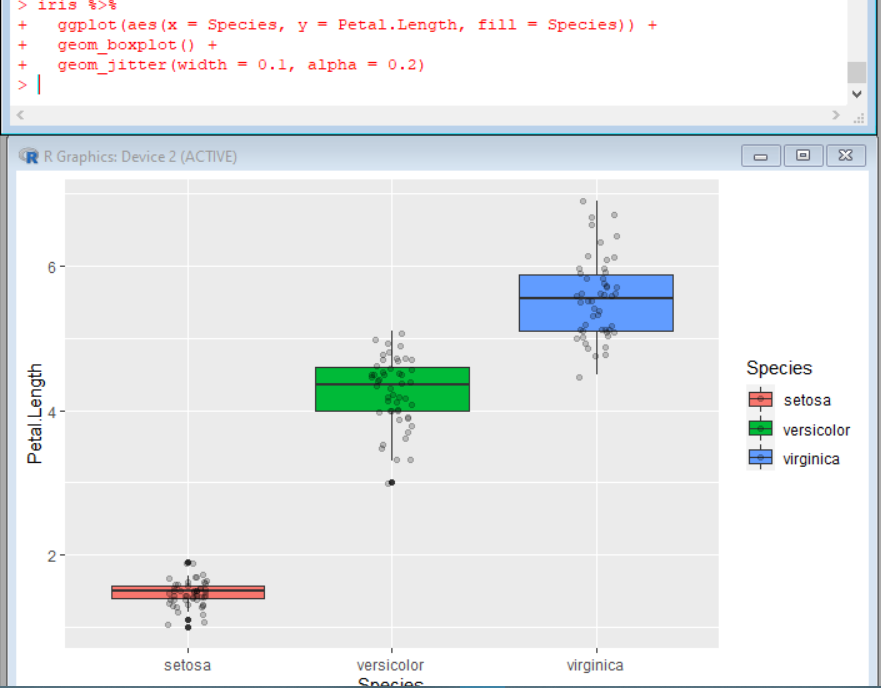 > iris %>%
+   ggplot(aes(x = Species, y = Petal.Length, fill = Species)) +
+   geom_boxplot() +
+   geom_jitter(width = 0.1, alpha = 0.2)
>
R R Graphics: Device 2 (ACTIVE)
Petal.Length
6
4
2
setosa
versicolor
virginica
Species
Species
setosa
versicolor
virginica